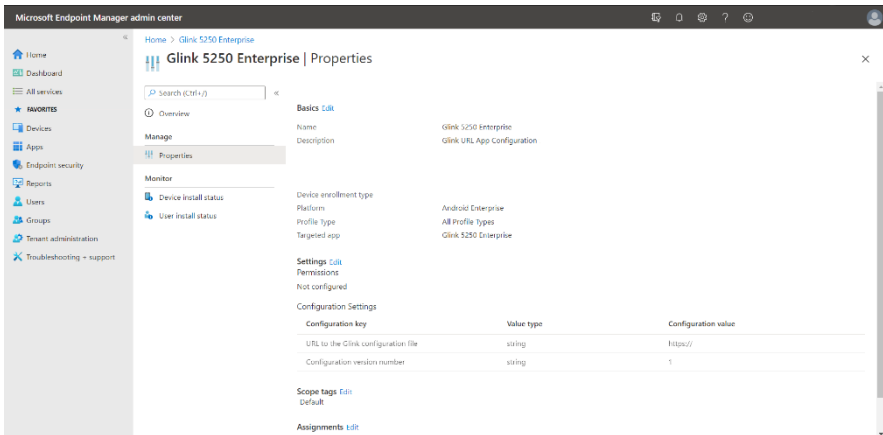 Microsoft Endpoint Manager admin center
Home > Glink 5250 Enterprise
Glink 5250 Enterprise | Properties
Home
Dashboard
All services
FAVORITES
Devices
Apps
Endpoint security
Reports
Users
Groups
Tenant administration
Troubleshooting + support
Search (Ctrl+/)
Overview
Manage
Properties
Monitor
Device install status
User install status
Basics Edit
Name Glink 5250 Enterprise
Description Glink URL App Configuration
Device enrollment type
Platform Android Enterprise
Profile Type All Profile Types
Targeted app Glink 5250 Enterprise
Settings Edit
Permissions
Not configured
Configuration Settings
Configuration key Value type Configuration value
URL to the Glink configuration file string https://
Configuration version number string 1
Scope tags Edit
Default
Assignments Edit